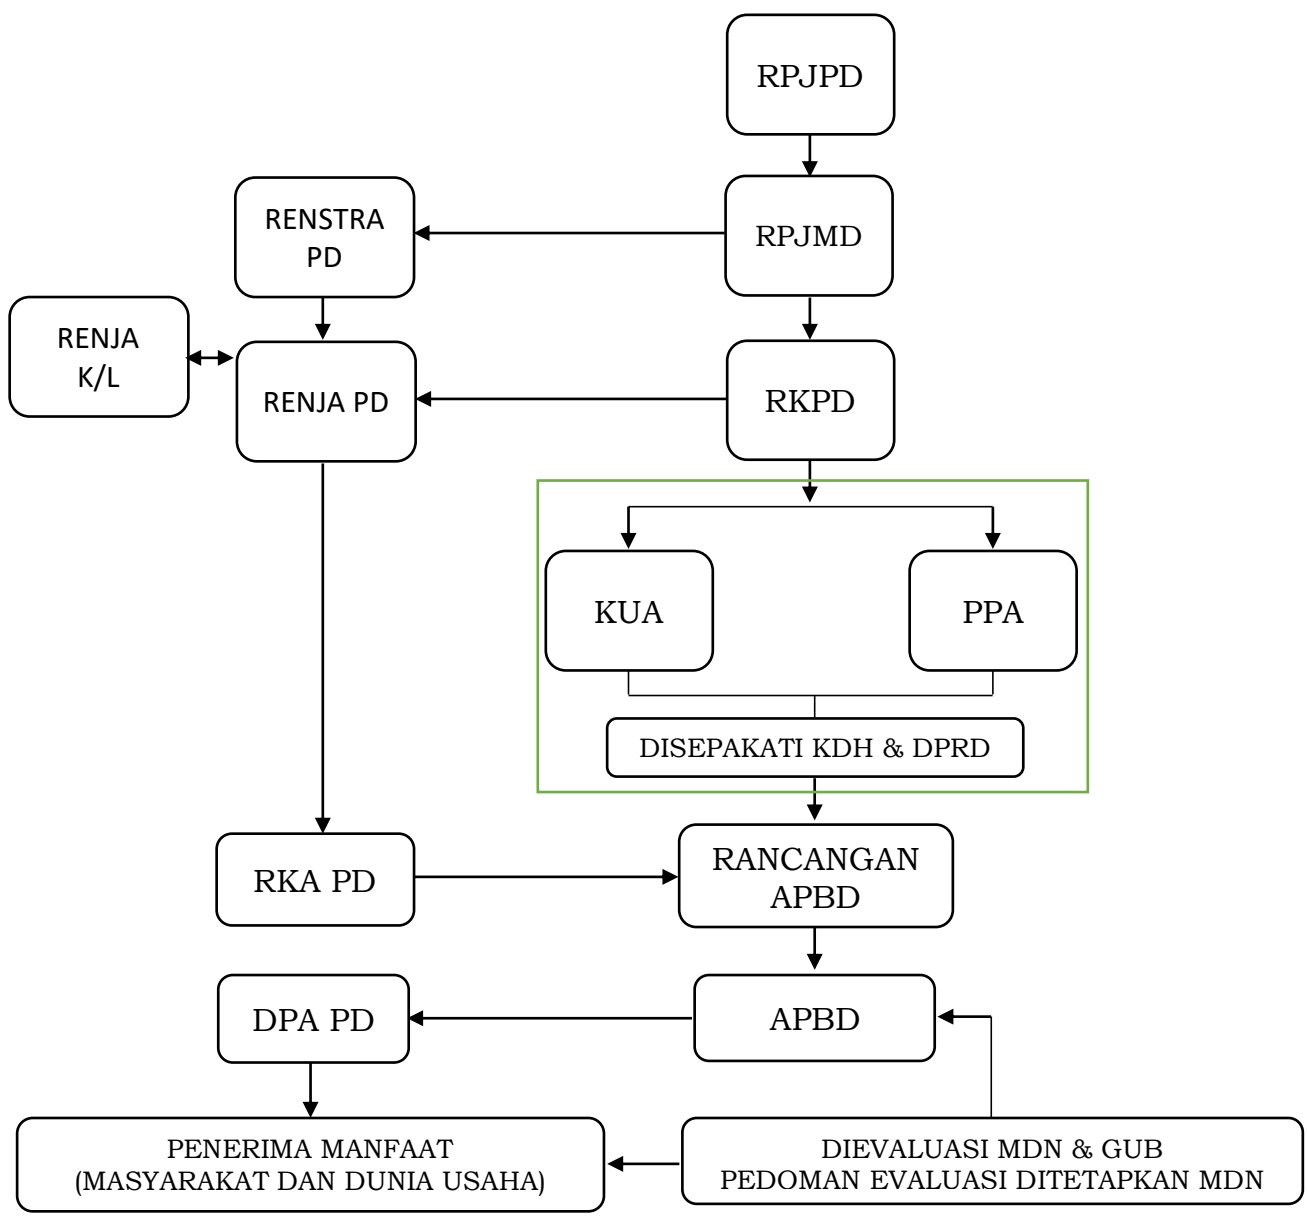 RPJPD
RENSTRA
PD
RPJMD
RENJA
K/L
RENJA PD
RKPD
KUA
PPA
DISEPAKATI KDH & DPRD
RKA PD
RANCANGAN
APBD
DPA PD
APBD
PENERIMA MANFAAT
(MASYARAKAT DAN DUNIA USAHA)
DIEVALUASI MDN & GUB
PEDOMAN EVALUASI DITETAPKAN MDN